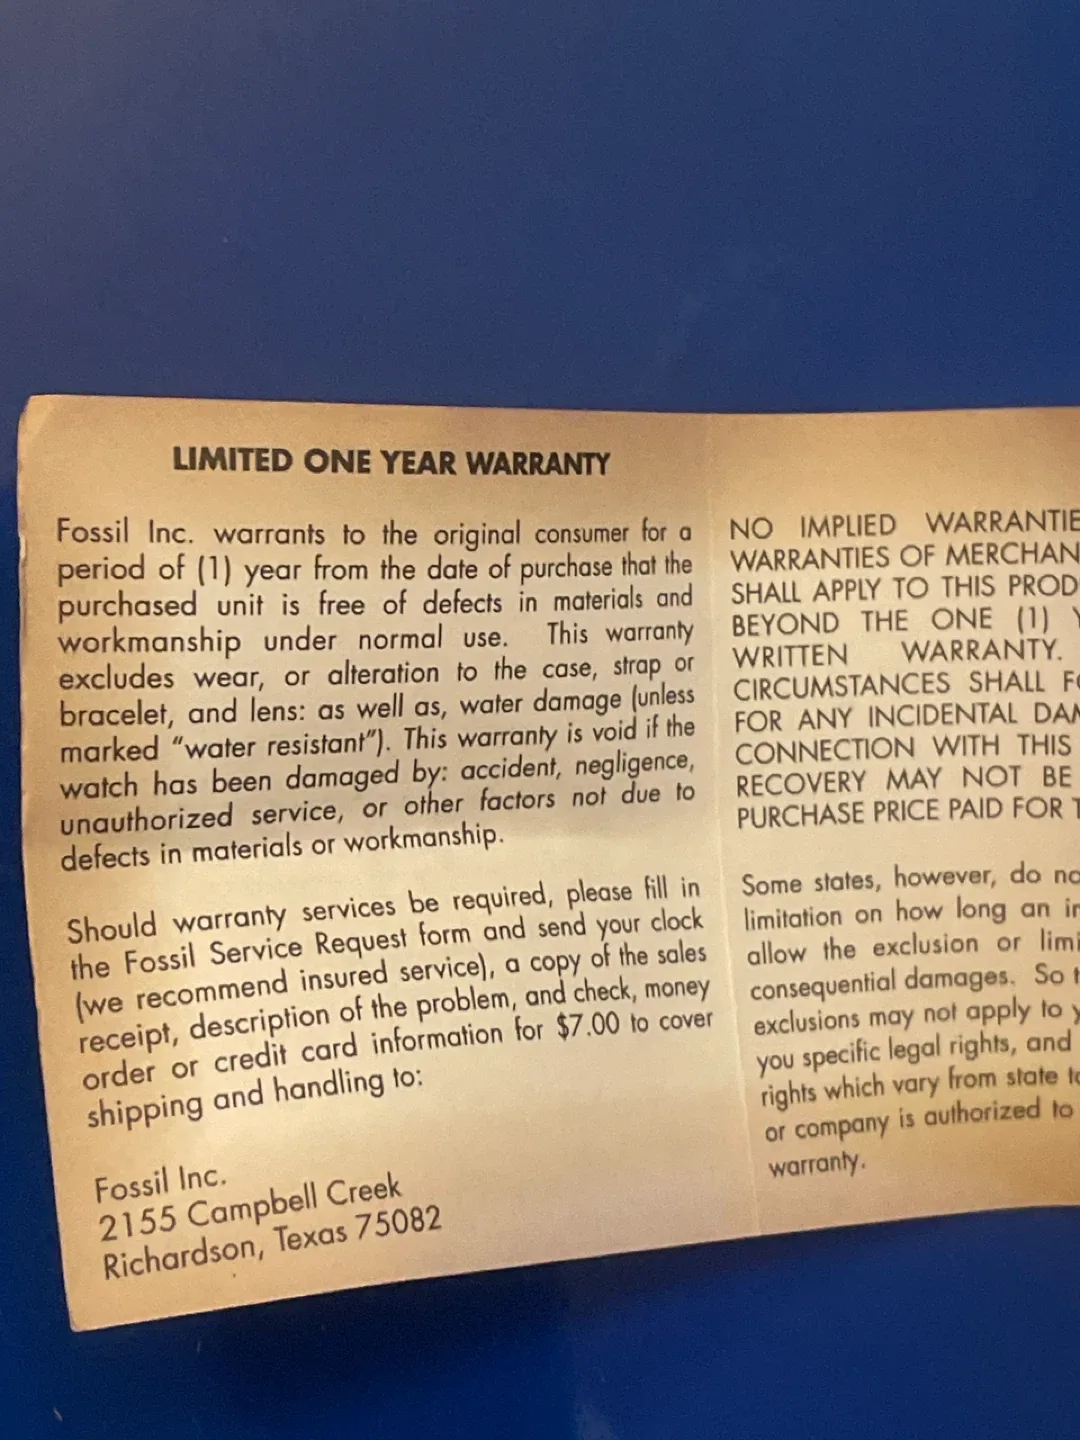 LIMITED ONE YEAR WARRANTY
Fossil Inc. warrants to the original consumer for a
period of (1) year from the date of purchase that the
purchased unit is free of defects in materials and
workmanship under normal use. This warranty
excludes wear, or alteration to the case, strap or
bracelet, and lens: as well as, water damage (unless
marked “water resistant”). This warranty is void if the
watch has been damaged by: accident, negligence,
unauthorized service, or other factors not due to
defects in materials or workmanship.
Should warranty services be required, please fill in
the Fossil Service Request form and send your clock
(we recommend insured service), a copy of the sales
receipt, description of the problem, and check, money
order or credit card information for $7.00 to cover
shipping and handling to:
Fossil Inc.
2155 Campbell Creek
Richardson, Texas 75082
NO IMPLIED WARRANTIE
WARRANTIES OF MERCHAN
SHALL APPLY TO THIS PROD
BEYOND THE ONE (1)
WRITTEN WARRANTY.
CIRCUMSTANCES SHALL FO
FOR ANY INCIDENTAL DAM
CONNECTION WITH THIS
RECOVERY MAY NOT BE
PURCHASE PRICE PAID FOR T
Some states, however, do no
limitation on how long an im
allow the exclusion or limi
consequential damages. So t
exclusions may not apply to y
you specific legal rights, and
rights which vary from state to
or company is authorized to
warranty.